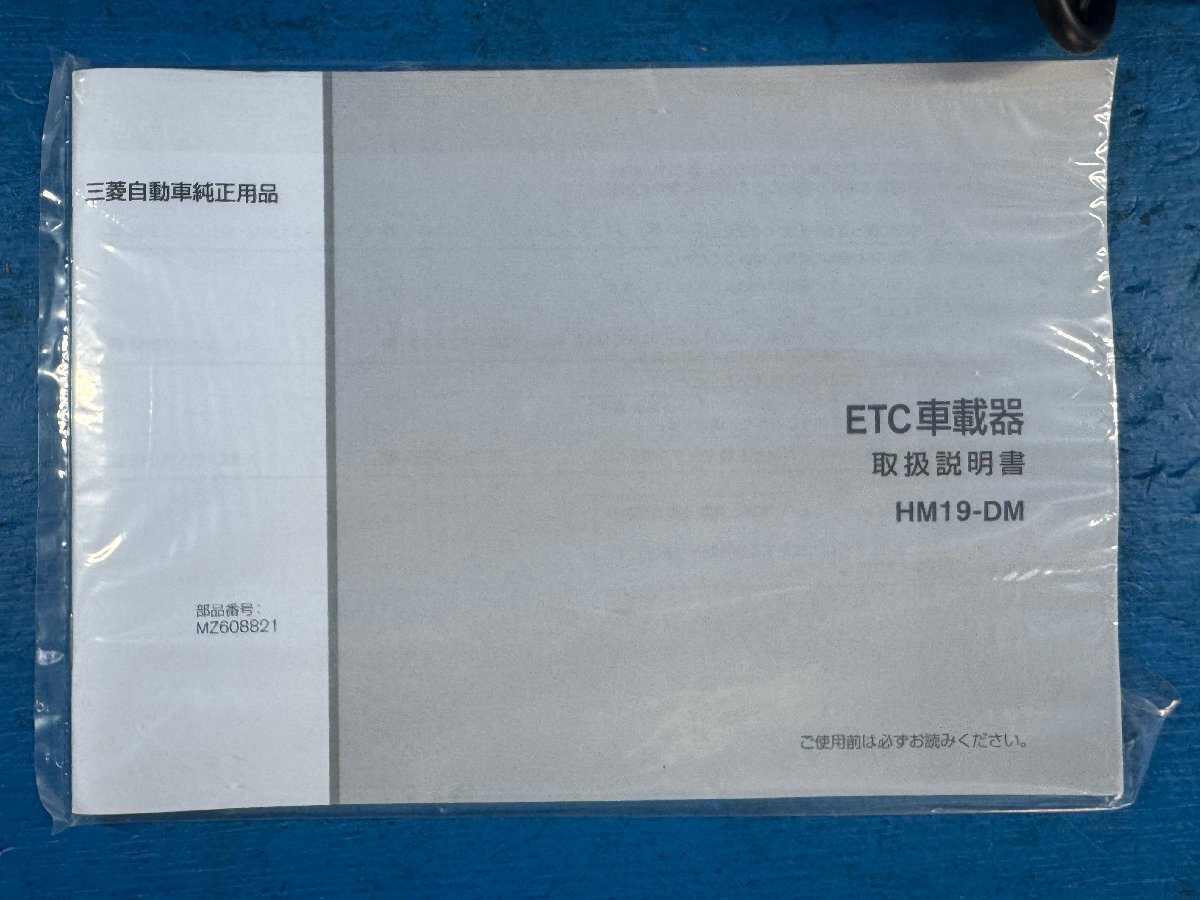 三菱自動車純正用品
ETC車載器
取扱説明書
HM19-DM
部品番号：
MZ608821
ご使用前は必ずお読みください。